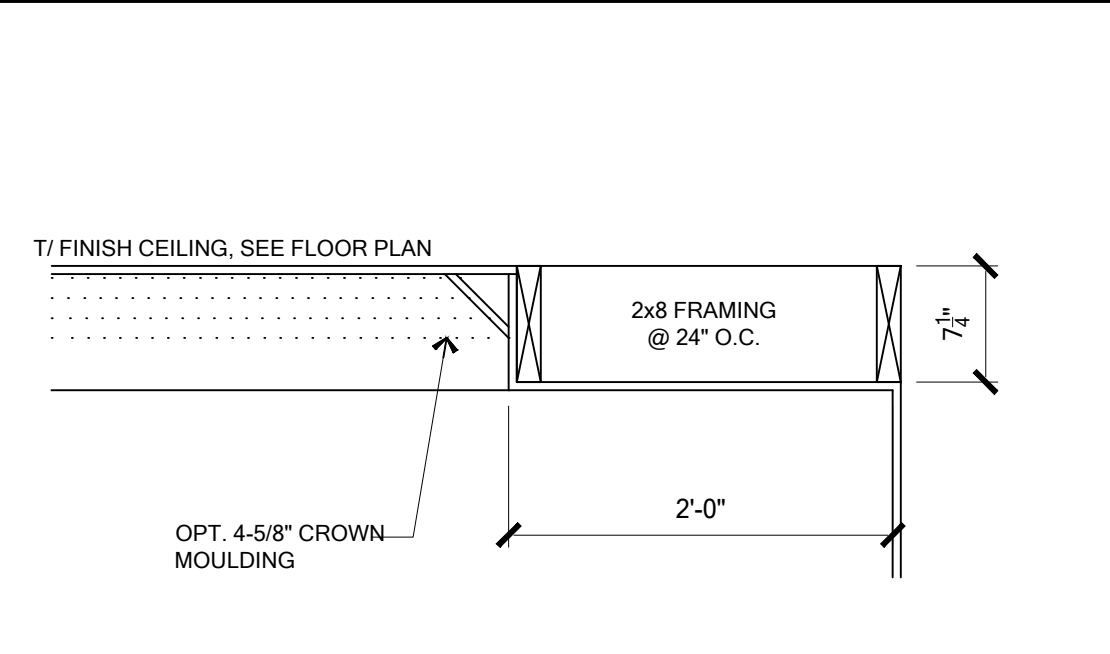 T/ FINISH CEILING, SEE FLOOR PLAN
2x8 FRAMING
@ 24" O.C.
7 1/4"
2'-0"
OPT. 4-5/8" CROWN
MOULDING